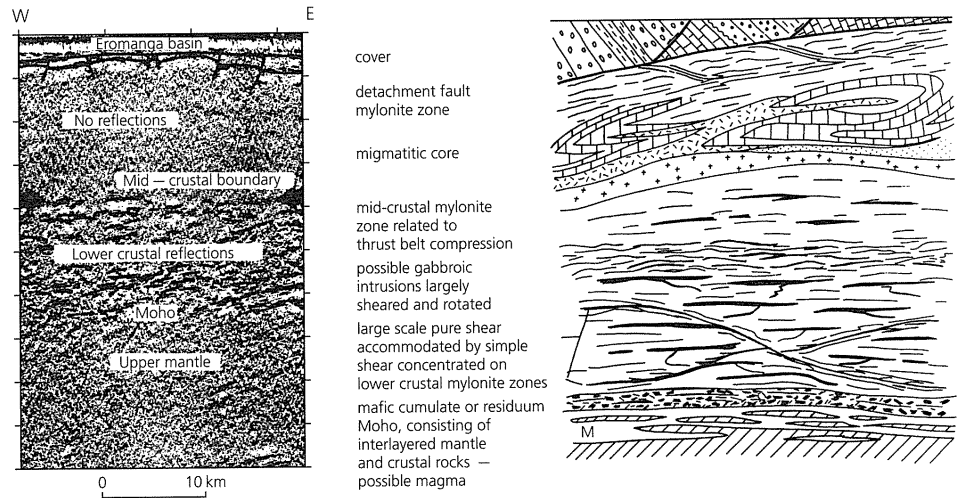 W E
Eromanga basin
No reflections
Mid — crustal boundary
Lower crustal reflections
Moho
Upper mantle
0 10 km
cover
detachment fault
mylonite zone
migmatitic core
mid-crustal mylonite
zone related to
thrust belt compression
possible gabbroic
intrusions largely
sheared and rotated
large scale pure shear
accommodated by simple
shear concentrated on
lower crustal mylonite zones
mafic cumulate or residuum
Moho, consisting of
interlayered mantle
and crustal rocks —
possible magma
M